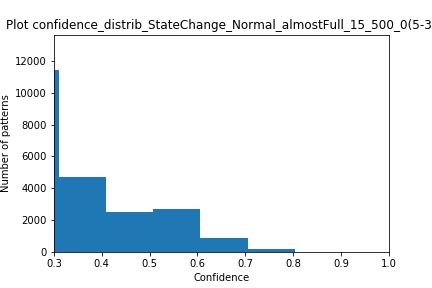 Plot confidence_distrib_StateChange_Normal_almostFull_15_500_0(5-3
12000
10000
8000
6000
4000
2000
0
Number of patterns
0.3 0.4 0.5 0.6 0.7 0.8 0.9 1.0
Confidence